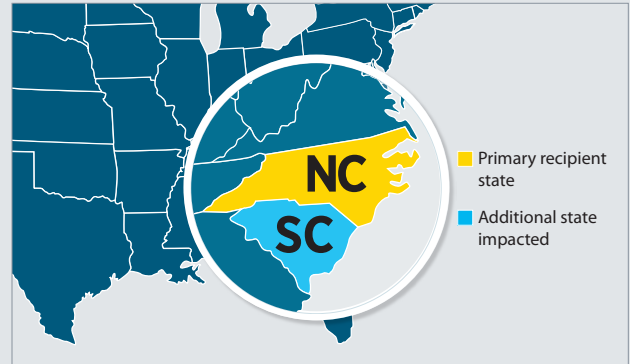 NC
SC
Primary recipient
state
Additional state
impacted